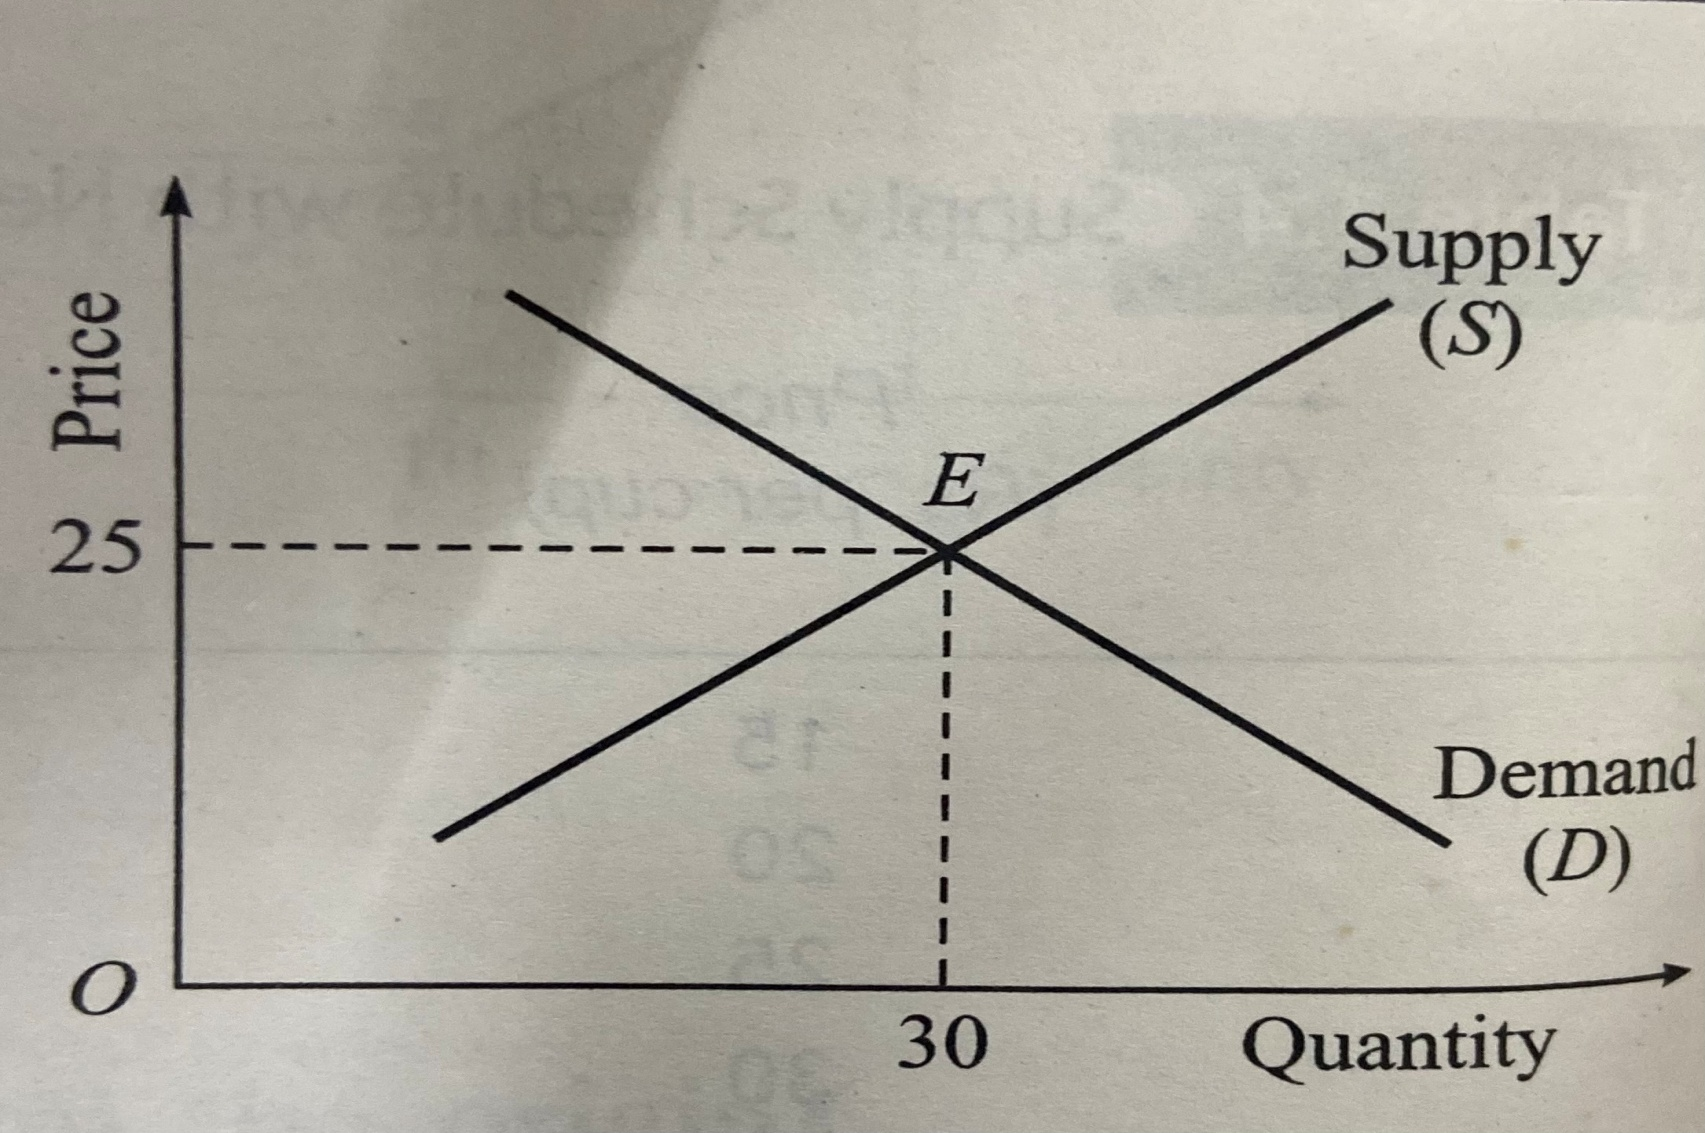 Supply
(S)
Price
E
25
Demand
(D)
O
30
Quantity